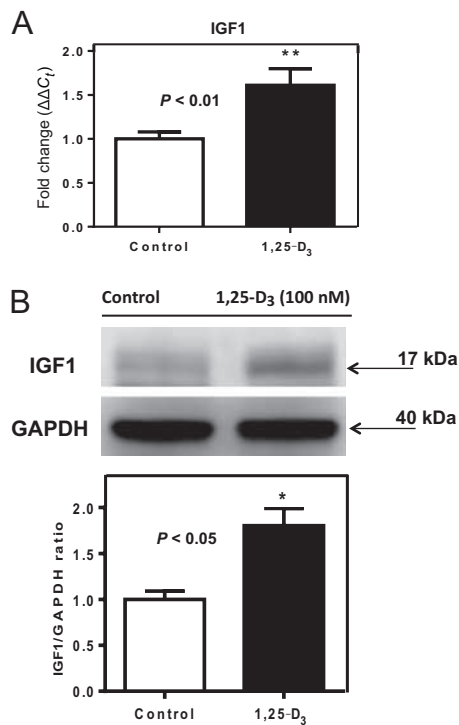 A
IGF1
Fold change (ΔΔCt)
2.0
1.5
1.0
0.5
0.0
**
P < 0.01
Control
1,25-D3
B
Control
1,25-D3 (100 nM)
IGF1
17 kDa
GAPDH
40 kDa
IGF1/GAPDH ratio
2.0
1.5
1.0
0.5
0.0
*
P < 0.05
Control
1,25-D3